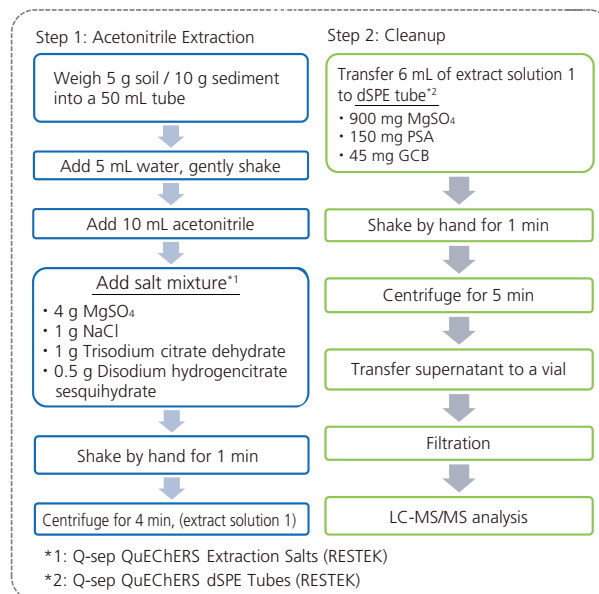 Step 1: Acetonitrile Extraction
Weigh 5 g soil / 10 g sediment
into a 50 mL tube
Add 5 mL water, gently shake
Add 10 mL acetonitrile
Add salt mixture*1
・4 g MgSO₄
・1 g NaCl
・1 g Trisodium citrate dehydrate
・0.5 g Disodium hydrogencitrate
sesquihydrate
Shake by hand for 1 min
Centrifuge for 4 min, (extract solution 1)
Step 2: Cleanup
Transfer 6 mL of extract solution 1
to dSPE tube*2
・900 mg MgSO₄
・150 mg PSA
・45 mg GCB
Shake by hand for 1 min
Centrifuge for 5 min
Transfer supernatant to a vial
Filtration
LC-MS/MS analysis
*1: Q-sep QuEChERS Extraction Salts (RESTEK)
*2: Q-sep QuEChERS dSPE Tubes (RESTEK)